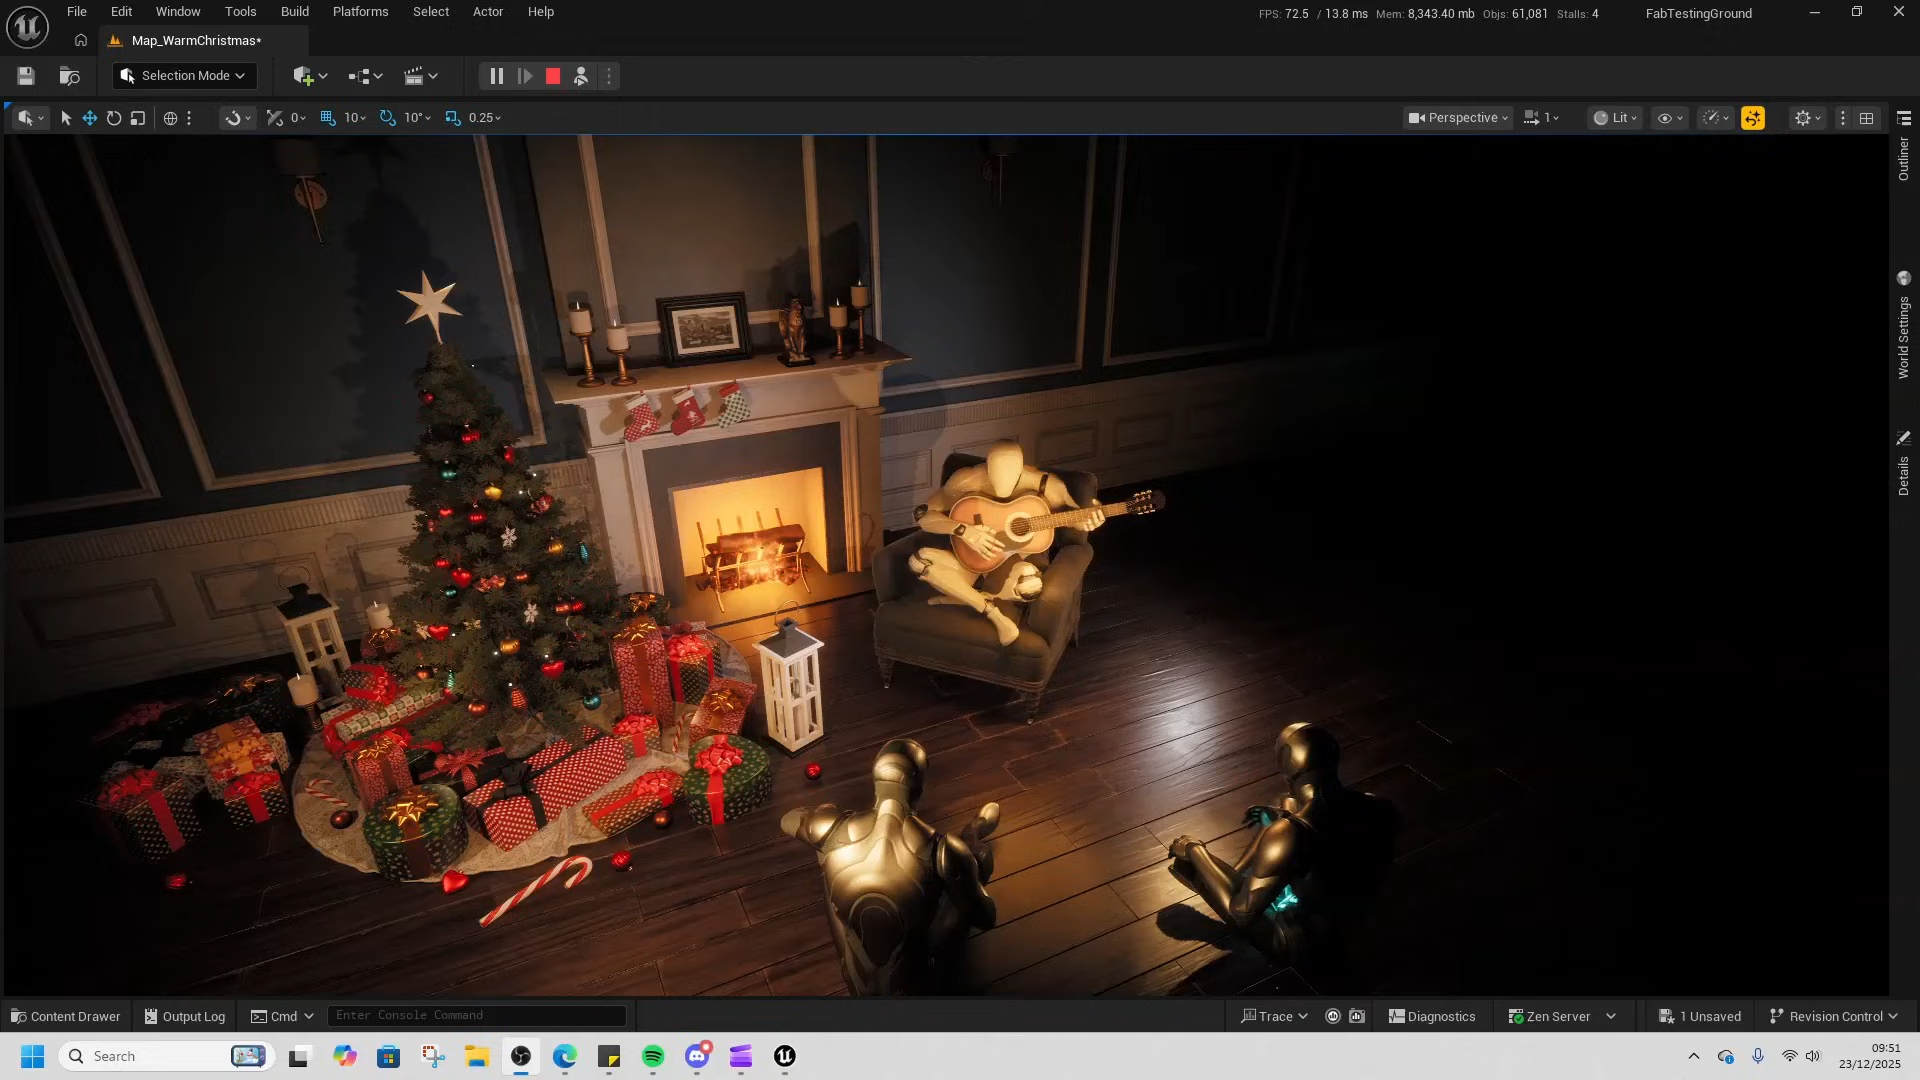 File Edit Window Tools Build Platforms Select Actor Help
FPS: 72.5 / 13.8 ms Mem: 8,343.40 mb Objs: 61,081 Stalls: 4 FabTestingGround
Map_WarmChristmas*
Selection Mode
0 10 10° 0.25
Perspective 1 Lit
Outliner
World Settings
Details
Content Drawer Output Log Cmd Enter Console Command Trace Diagnostics Zen Server 1 Unsaved Revision Control
Search
09:51
23/12/2025